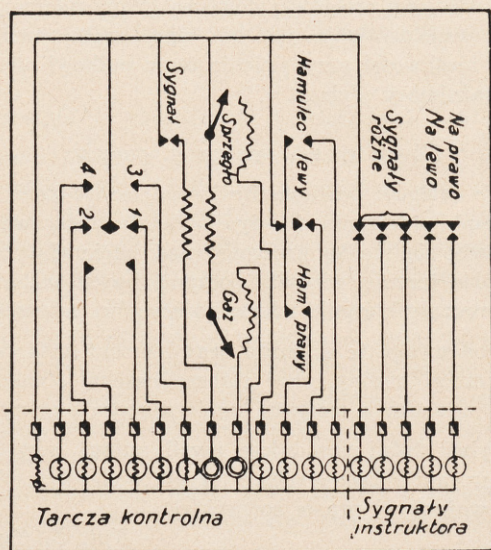 Na prawo
Na lewo
Sygnały
rożne
Hamulec lewy
Ham prawy
Sprzęgło
Gaz
Sygnał
3
1
4
2
Tarcza kontrolna
Sygnały
instruktora